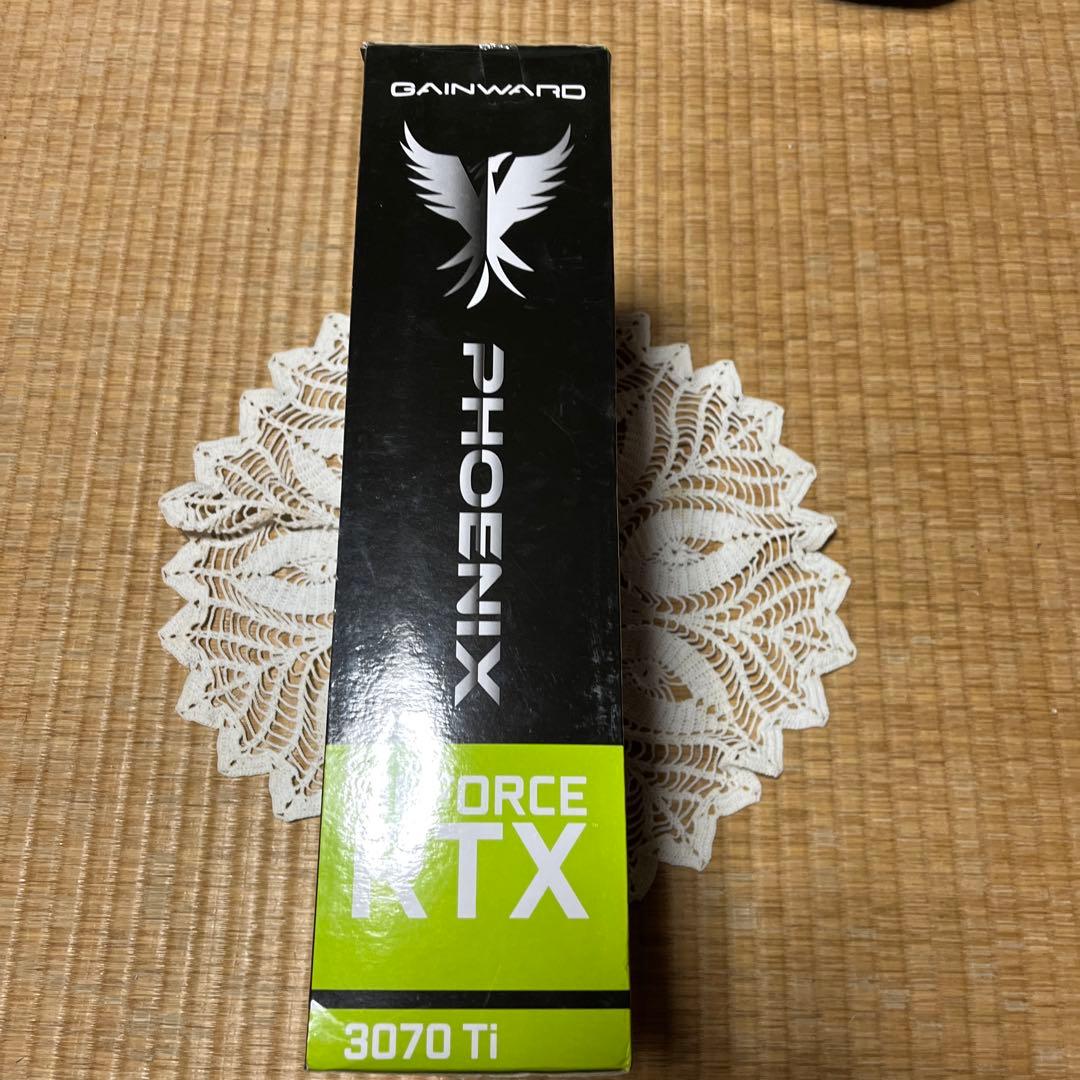 GAINWARD
PHOENIX
ORCE
RTX
3070 Ti